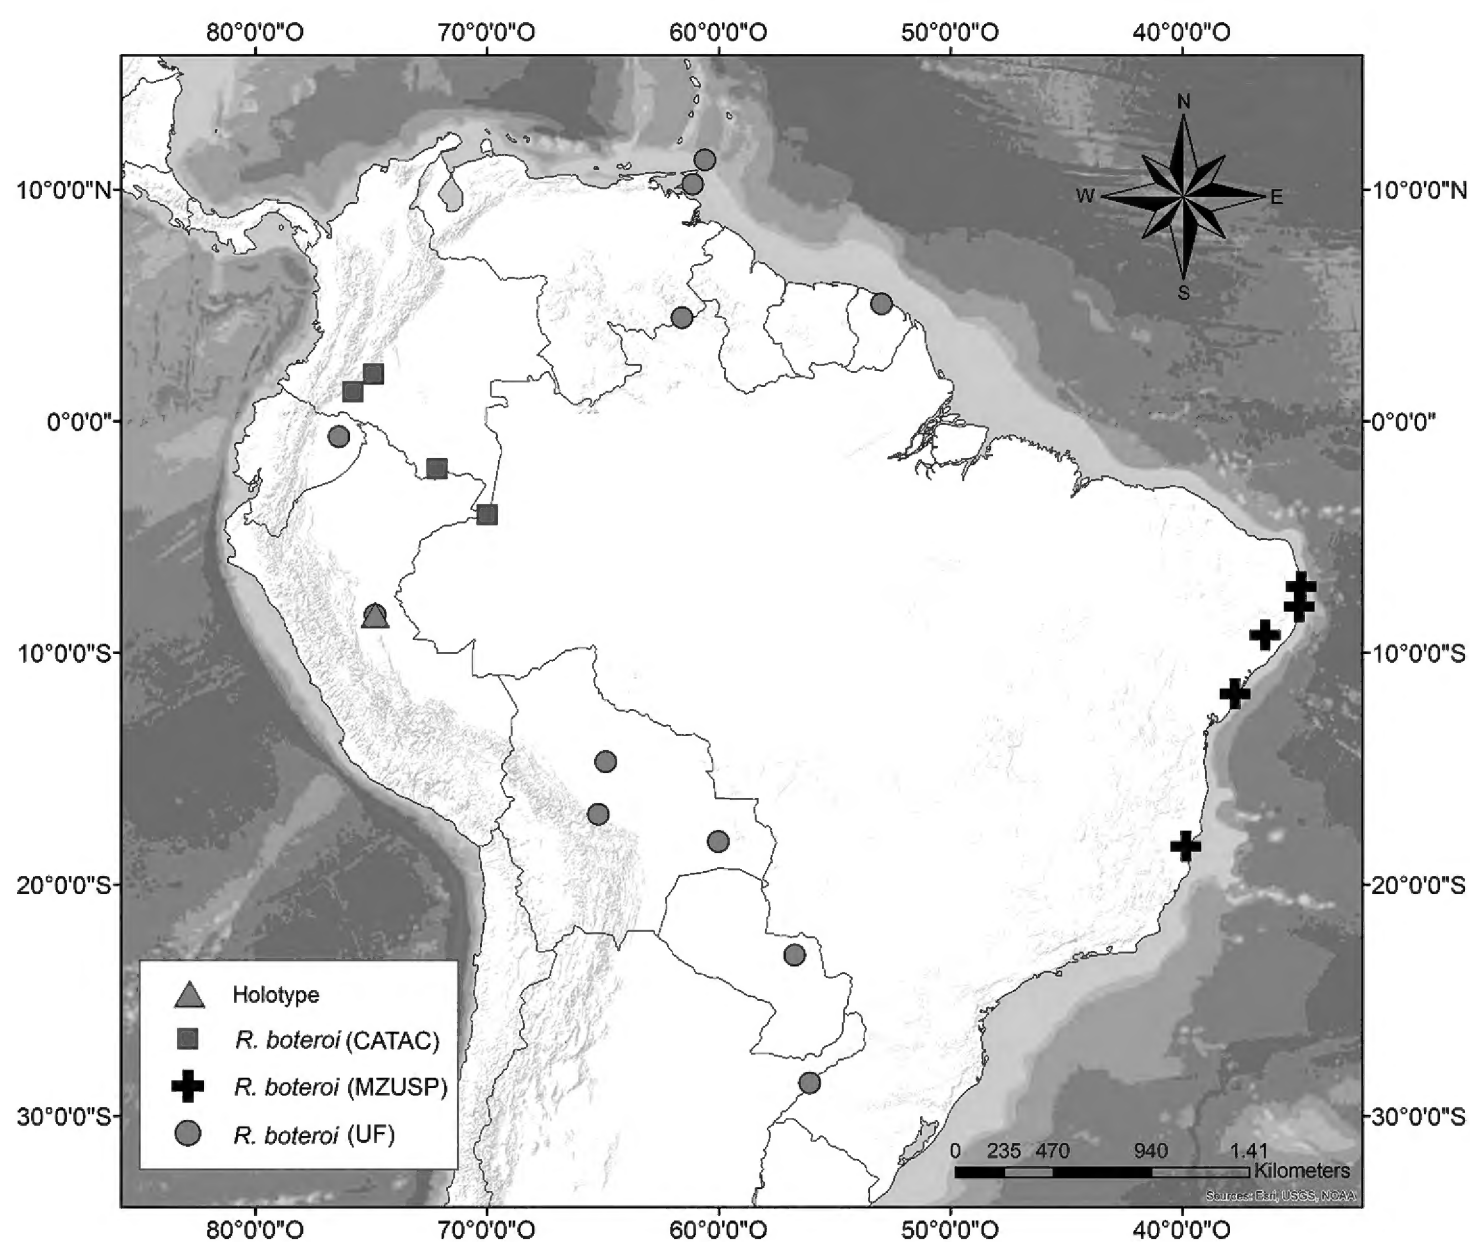 80°0'0"O 70°0'0"O 60°0'0"O 50°0'0"O 40°0'0"O
N
W E
S
10°0'0"N 10°0'0"N
0°0'0" 0°0'0"
10°0'0"S 10°0'0"S
20°0'0"S 20°0'0"S
Holotype
R. boteroi (CATAC)
R. boteroi (MZUSP)
R. boteroi (UF)
30°0'0"S 30°0'0"S
0 235 470 940 1.41
Kilometers
Sources: Esri, USGS, NOAA
80°0'0"O 70°0'0"O 60°0'0"O 50°0'0"O 40°0'0"O